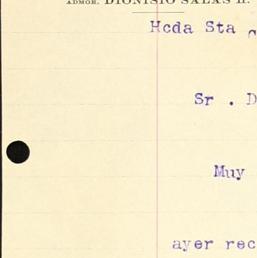 ADMOR. DIONISIO SALAS B.
Hcda Sta
Sr . D
Muy
ayer rec